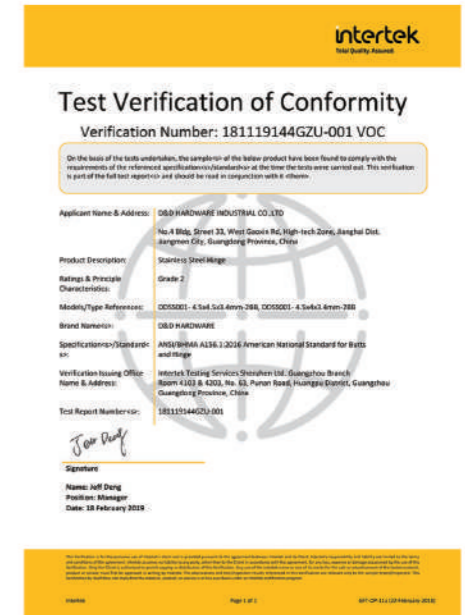 intertek
Total Quality. Assured.
Test Verification of Conformity
Verification Number: 181119144GZU-001 VOC
On the basis of the tests undertaken, the sample<s> of the below product have been found to comply with the
requirements of the referenced specification<s>/standard<s> at the time the tests were carried out. This verification
is part of the full test report<s> and should be read in conjunction with it <them>.
Applicant Name & Address: D&D HARDWARE INDUSTRIAL CO.,LTD
No.4 Bldg, Street 33, West Gaoxin Rd, High-tech Zone, Jianghai Dist.
Jiangmen City, Guangdong Province, China
Product Description: Stainless Steel Hinge
Ratings & Principle Grade 2
Characteristics:
Models/Type References: DDSS001- 4.5x4.5x3.4mm-2BB, DDSS001- 4.5x4x3.4mm-2BB
Brand Name<s>: D&D HARDWARE
Specification<s>/Standard< ANSI/BHMA A156.1:2016 American National Standard for Butts
s>: and Hinge
Verification Issuing Office Intertek Testing Services Shenzhen Ltd. Guangzhou Branch
Name & Address: Room 4103 & 4203, No. 63, Punan Road, Huangpu District, Guangzhou
Guangdong Province, China
Test Report Number<s>: 181119144GZU-001
Signature
Name: Jeff Deng
Position: Manager
Date: 18 February 2019
Intertek Page 1 of 1